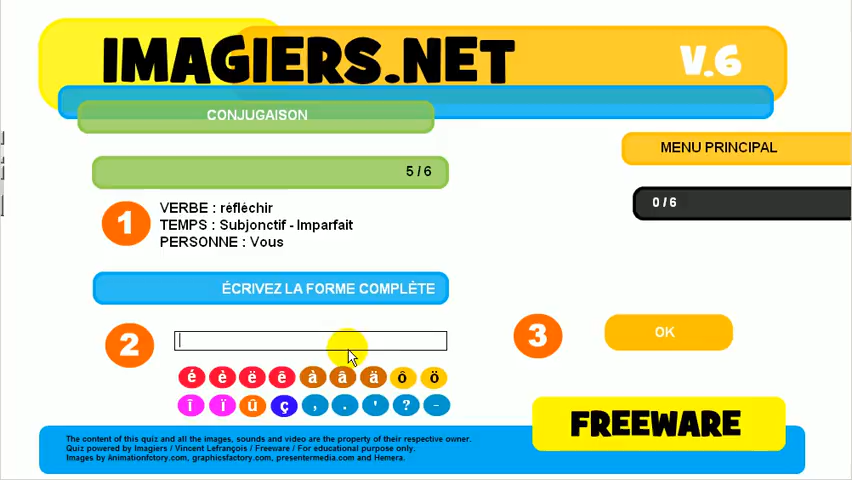 IMAGIERS.NET
V.6
CONJUGAISON
MENU PRINCIPAL
5 / 6
0 / 6
1
VERBE : réfléchir
TEMPS : Subjonctif - Imparfait
PERSONNE : Vous
ÉCRIVEZ LA FORME COMPLÈTE
2
3
OK
é è ë ê à â ä ô ö
î ï û ç , . ' ? -
FREEWARE
The content of this quiz and all the images, sounds and video are the property of their respective owner.
Quiz powered by Imagiers / Vincent Lefrançois / Freeware / For educational purpose only.
Images by Animationfctory.com, graphicsfactory.com, presentermedia.com and Hemera.